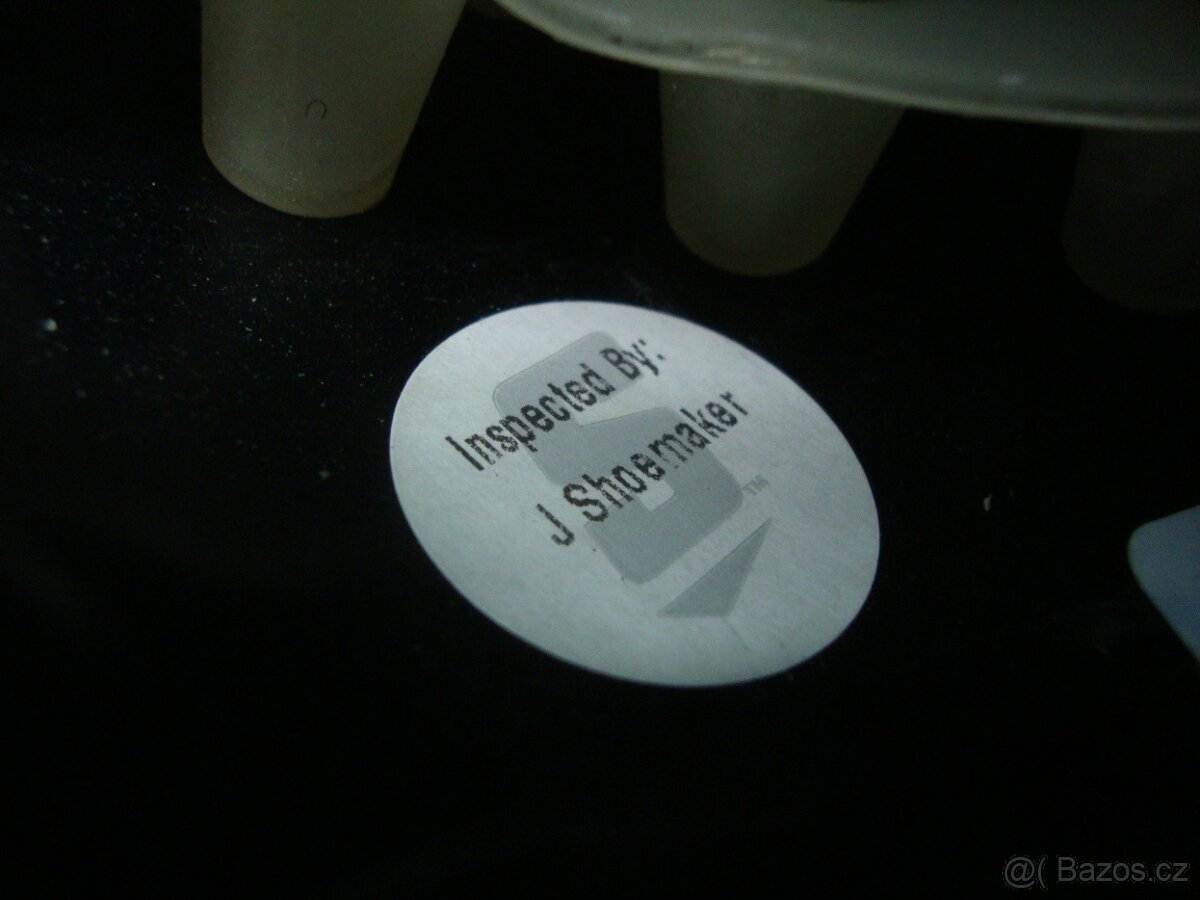 Inspected By:
J Shoemaker
TM
@( Bazos.cz